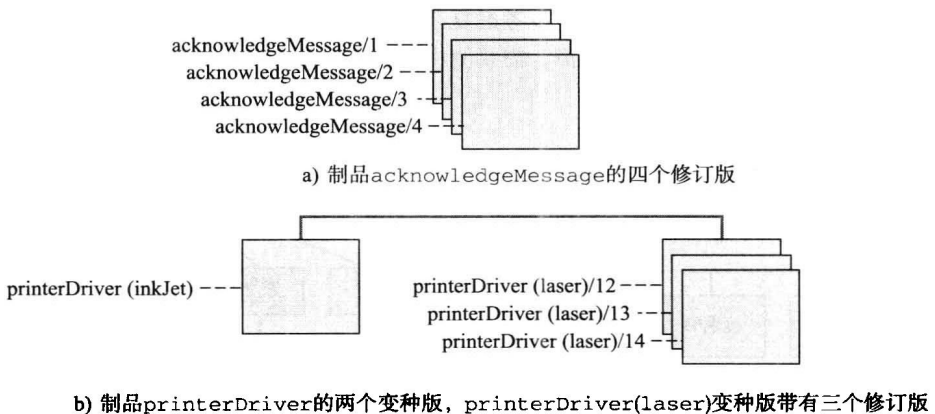 acknowledgeMessage/1
acknowledgeMessage/2
acknowledgeMessage/3
acknowledgeMessage/4
a) 制品acknowledgeMessage的四个修订版
printerDriver (inkJet)
printerDriver (laser)/12
printerDriver (laser)/13
printerDriver (laser)/14
b) 制品printerDriver的两个变种版，printerDriver(laser)变种版带有三个修订版